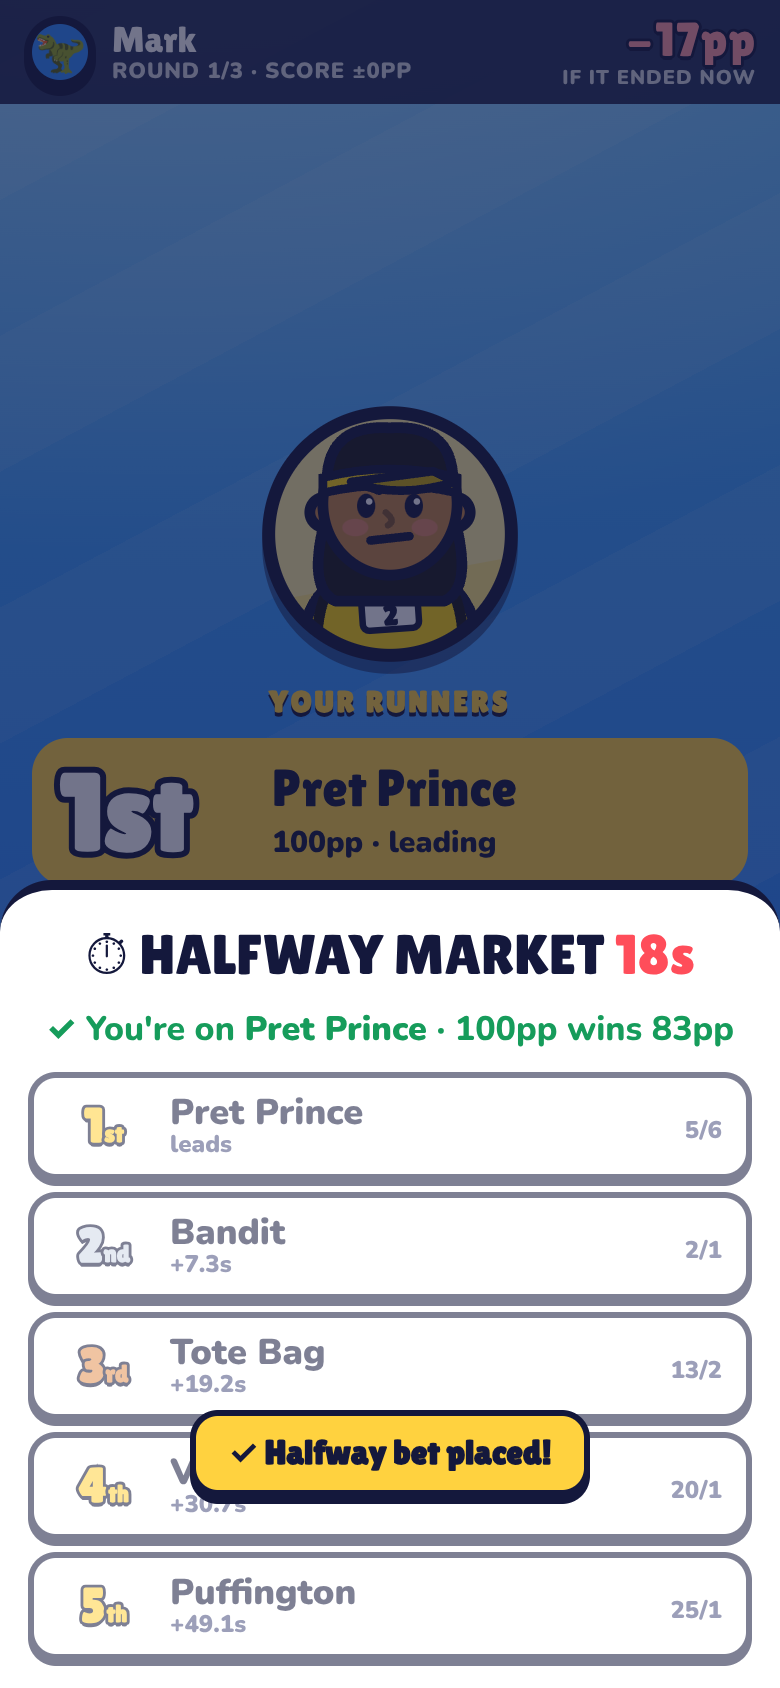 Mark
ROUND 1/3 · SCORE ±0PP
-17pp
IF IT ENDED NOW
2
YOUR RUNNERS
1st
Pret Prince
100pp · leading
HALFWAY MARKET 18s
✓ You're on Pret Prince · 100pp wins 83pp
1st
Pret Prince
leads
5/6
2nd
Bandit
+7.3s
2/1
3rd
Tote Bag
+19.2s
13/2
4th
+30.7s
20/1
✓ Halfway bet placed!
5th
Puffington
+49.1s
25/1